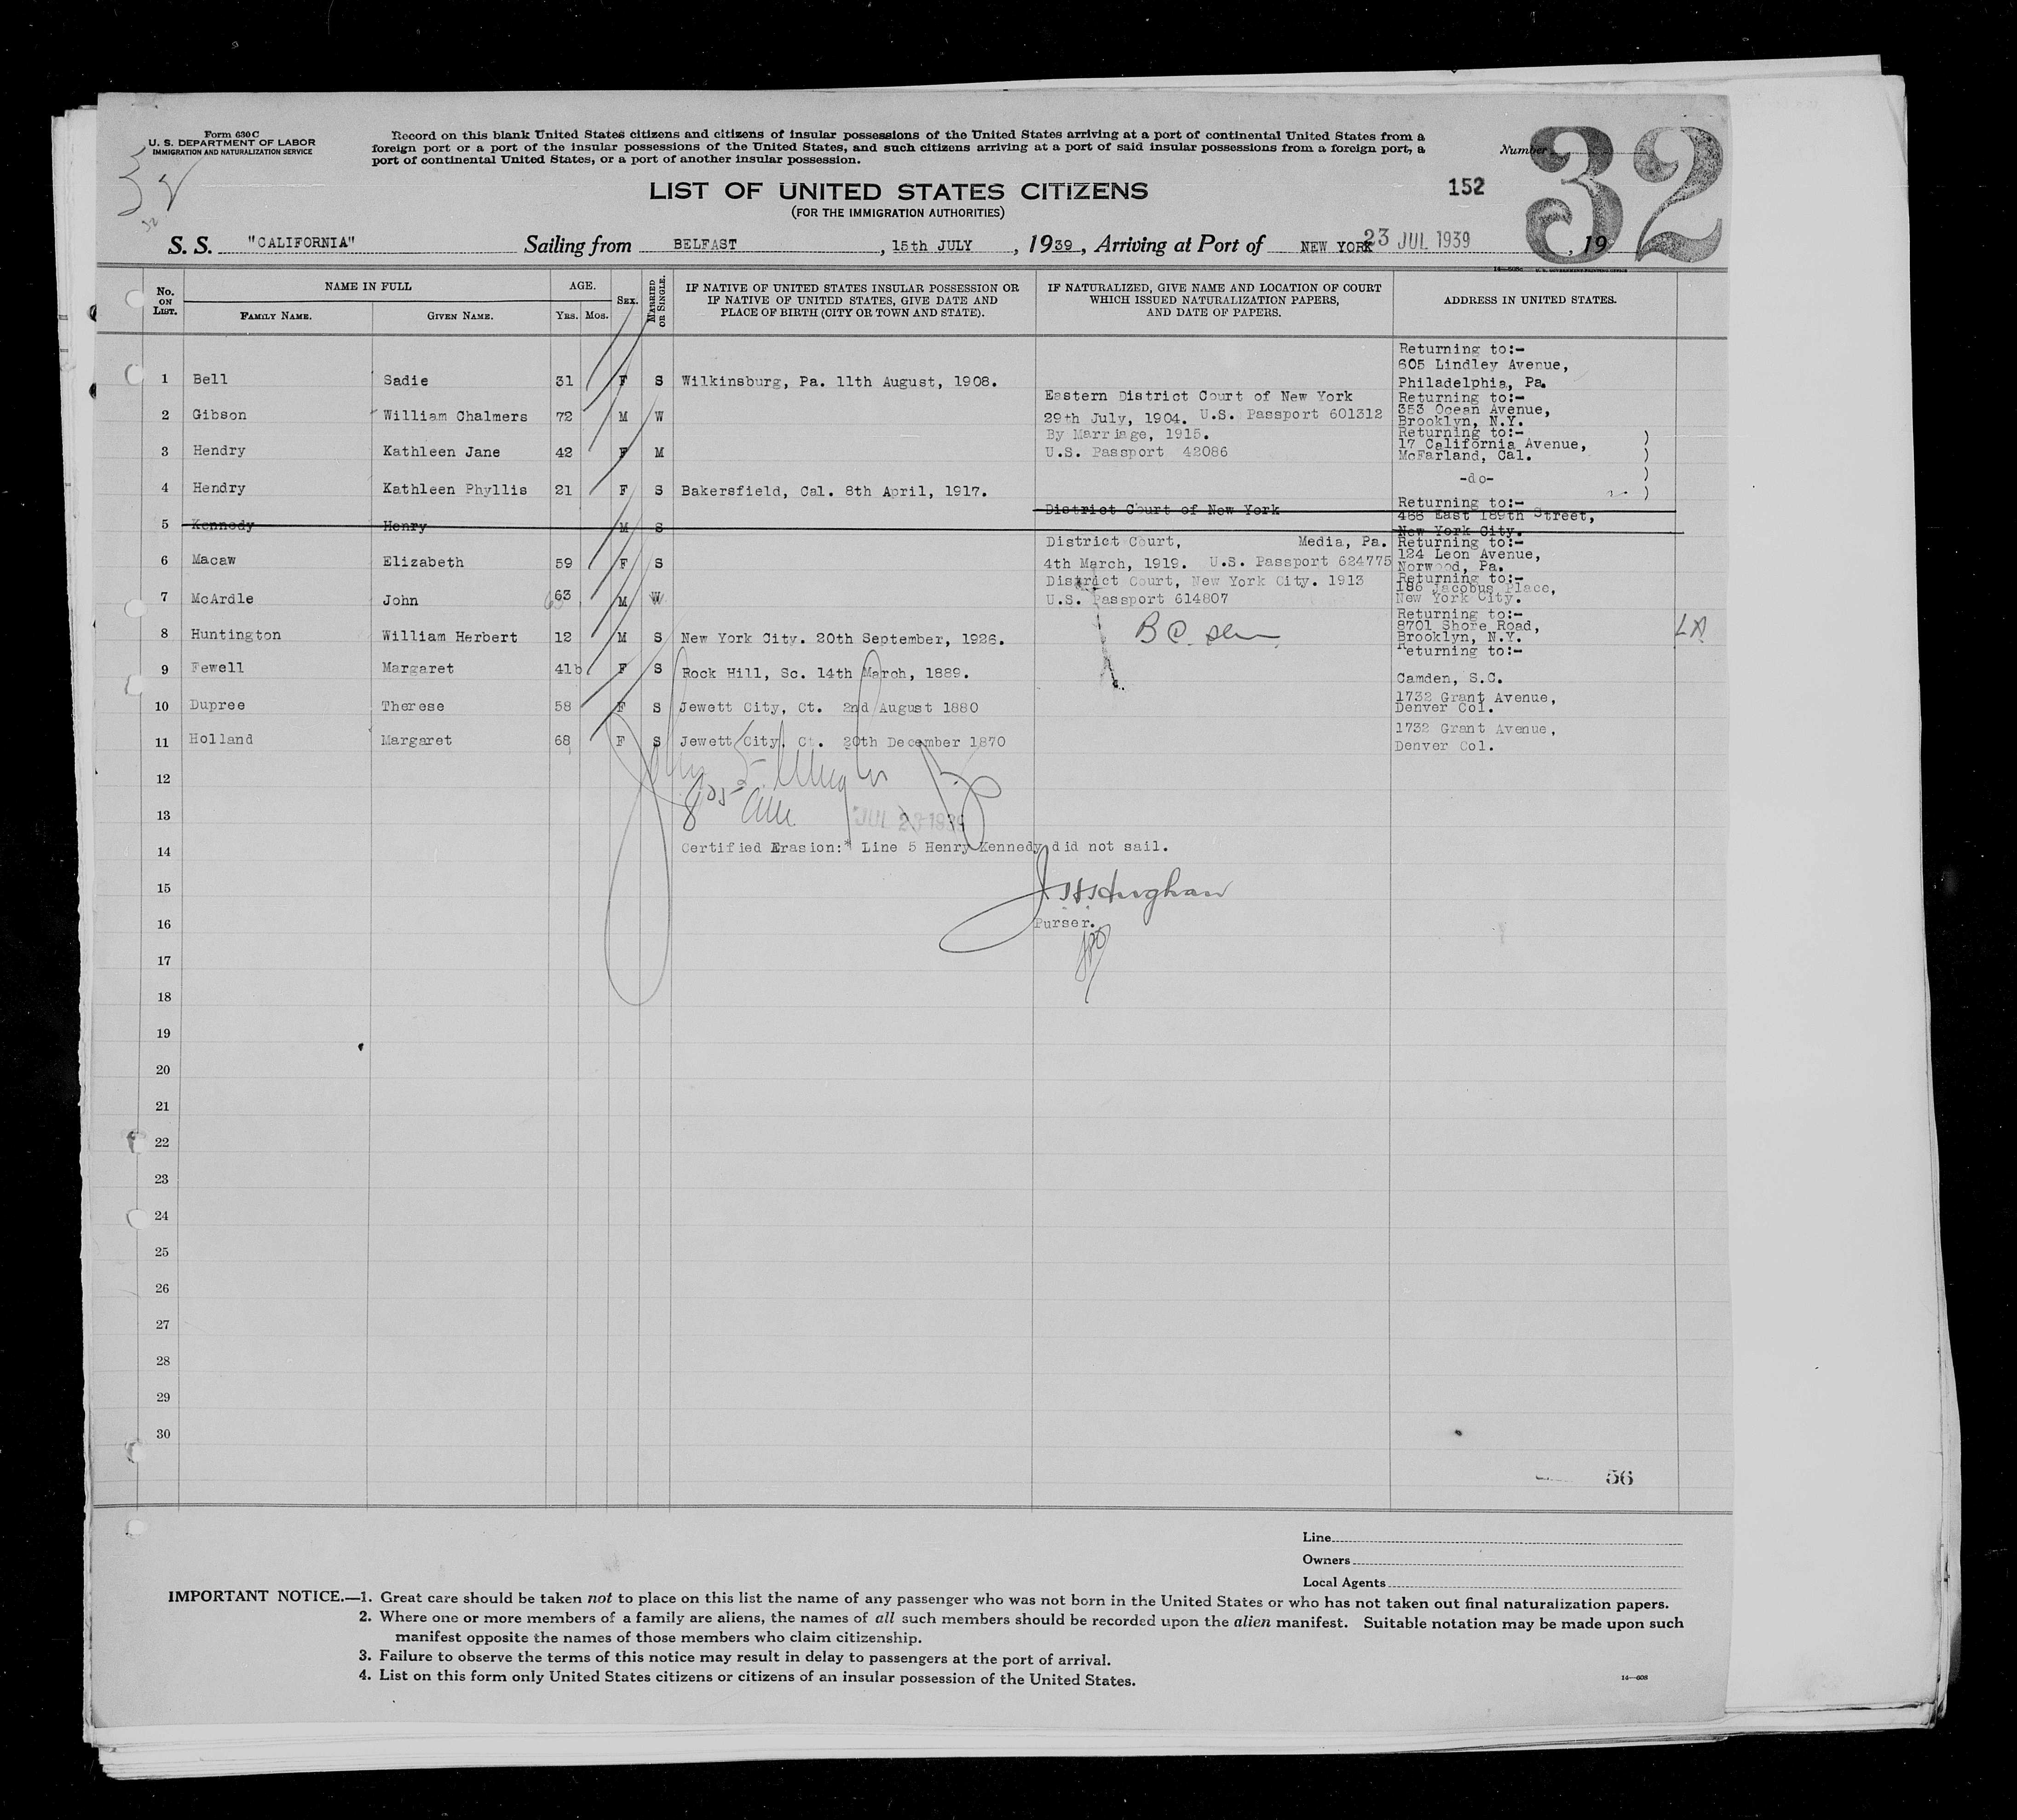 Form 630 C
U. S. DEPARTMENT OF LABOR
IMMIGRATION AND NATURALIZATION SERVICE
Record on this blank United States citizens and citizens of insular possessions of the United States arriving at a port of continental United States from a
foreign port or a port of the insular possessions of the United States, and such citizens arriving at a port of said insular possessions from a foreign port, a
port of continental United States, or a port of another insular possession.
Number 32
LIST OF UNITED STATES CITIZENS
152
(FOR THE IMMIGRATION AUTHORITIES)
S. S. "CALIFORNIA" Sailing from BELFAST, 15th JULY, 1939, Arriving at Port of NEW YORK 23 JUL 1939, 19
No. ON LIST. NAME IN FULL AGE. SEX. MARRIED OR SINGLE. IF NATIVE OF UNITED STATES INSULAR POSSESSION OR IF NATIVE OF UNITED STATES, GIVE DATE AND PLACE OF BIRTH (CITY OR TOWN AND STATE). IF NATURALIZED, GIVE NAME AND LOCATION OF COURT WHICH ISSUED NATURALIZATION PAPERS, AND DATE OF PAPERS. ADDRESS IN UNITED STATES.
FAMILY NAME. GIVEN NAME. YRS. MOS.
Returning to:-
605 Lindley Avenue,
1 Bell Sadie 31 F S Wilkinsburg, Pa. 11th August, 1908. Philadelphia, Pa.
Eastern District Court of New York Returning to:-
2 Gibson William Chalmers 72 M W 29th July, 1904. U.S. Passport 601312 353 Ocean Avenue,
Brooklyn, N.Y.
By Marriage, 1915. Returning to:-
3 Hendry Kathleen Jane 42 F M U.S. Passport 42086 17 California Avenue,
McFarland, Cal.
4 Hendry Kathleen Phyllis 21 F S Bakersfield, Cal. 8th April, 1917. -do-
District Court of New York Returning to:-
5 Kennedy Henry M S 466 East 189th Street,
New York City.
District Court, Media, Pa. Returning to:-
6 Macaw Elizabeth 59 F S 4th March, 1919. U.S. Passport 624775 124 Leon Avenue,
Norwood, Pa.
District Court, New York City. 1913 Returning to:-
7 McArdle John 63 M W U.S. Passport 614807 186 Jacobus Place,
New York City.
Returning to:-
8 Huntington William Herbert 12 M S New York City. 20th September, 1926. 8701 Shore Road,
Brooklyn, N.Y.
Returning to:-
9 Fewell Margaret 41 F S Rock Hill, Sc. 14th March, 1889. Camden, S.C.
10 Dupree Therese 58 F S Jewett City, Ct. 2nd August 1880 1732 Grant Avenue,
Denver Col.
11 Holland Margaret 68 F S Jewett City, Ct. 20th December 1870 1732 Grant Avenue,
Denver Col.
12
13 JUL 23 1939
14 Certified Erasion:* Line 5 Henry Kennedy did not sail.
15
16 Purser.
17
18
19
20
21
22
23
24
25
26
27
28
29
30
56
Line
Owners
Local Agents
IMPORTANT NOTICE.—1. Great care should be taken not to place on this list the name of any passenger who was not born in the United States or who has not taken out final naturalization papers.
2. Where one or more members of a family are aliens, the names of all such members should be recorded upon the alien manifest. Suitable notation may be made upon such
manifest opposite the names of those members who claim citizenship.
3. Failure to observe the terms of this notice may result in delay to passengers at the port of arrival.
4. List on this form only United States citizens or citizens of an insular possession of the United States.
14—608